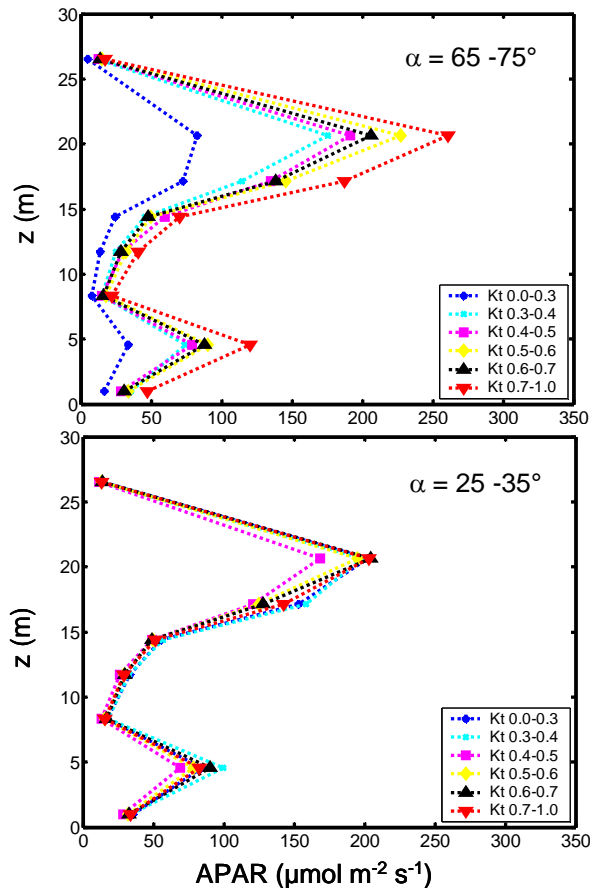 30
25
20
15
10
5
0
z (m)
α = 65 -75°
Kt 0.0-0.3
Kt 0.3-0.4
Kt 0.4-0.5
Kt 0.5-0.6
Kt 0.6-0.7
Kt 0.7-1.0
0 50 100 150 200 250 300 350
30
25
20
15
10
5
0
z (m)
α = 25 -35°
Kt 0.0-0.3
Kt 0.3-0.4
Kt 0.4-0.5
Kt 0.5-0.6
Kt 0.6-0.7
Kt 0.7-1.0
0 50 100 150 200 250 300 350
APAR (µmol m⁻² s⁻¹)